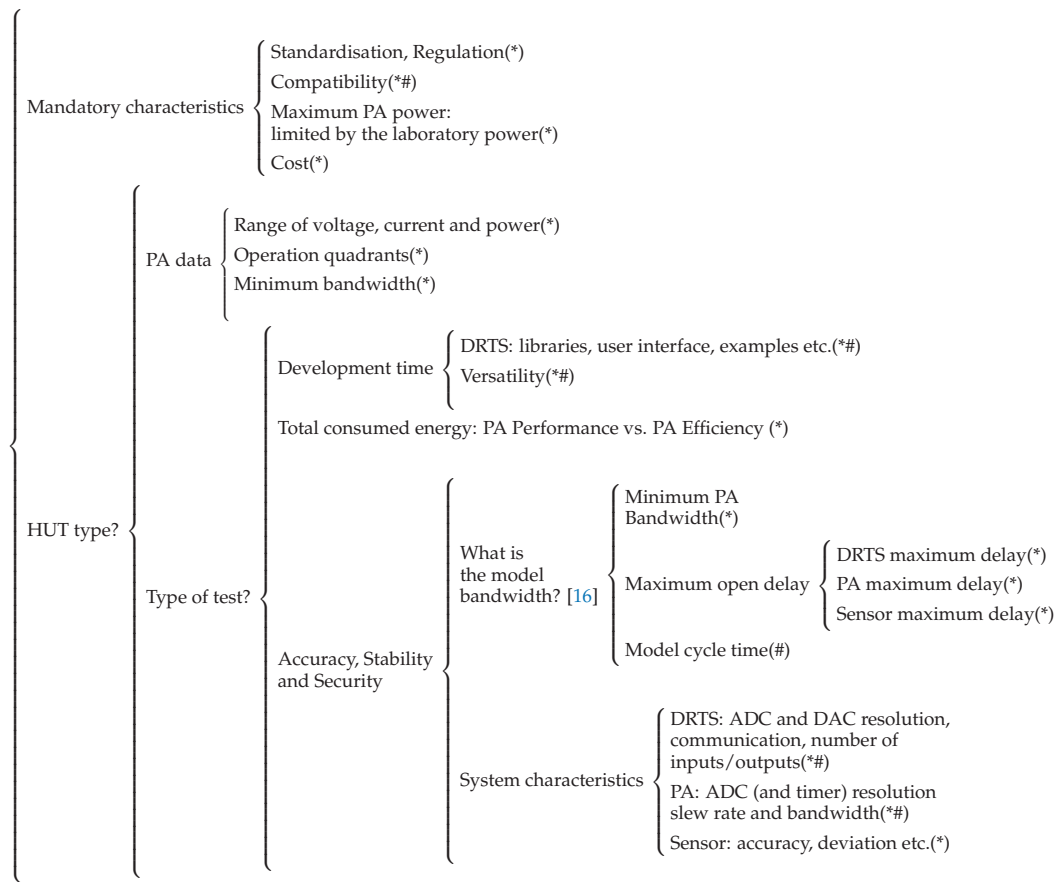 Mandatory characteristics
Standardisation, Regulation(*)
Compatibility(*#)
Maximum PA power:
limited by the laboratory power(*)
Cost(*)
HUT type?
PA data
Range of voltage, current and power(*)
Operation quadrants(*)
Minimum bandwidth(*)
Type of test?
Development time
DRTS: libraries, user interface, examples etc.(*#)
Versatility(*#)
Total consumed energy: PA Performance vs. PA Efficiency (*)
Accuracy, Stability
and Security
What is
the model
bandwidth? [16]
Minimum PA
Bandwidth(*)
Maximum open delay
DRTS maximum delay(*)
PA maximum delay(*)
Sensor maximum delay(*)
Model cycle time(#)
System characteristics
DRTS: ADC and DAC resolution,
communication, number of
inputs/outputs(*#)
PA: ADC (and timer) resolution
slew rate and bandwidth(*#)
Sensor: accuracy, deviation etc.(*)